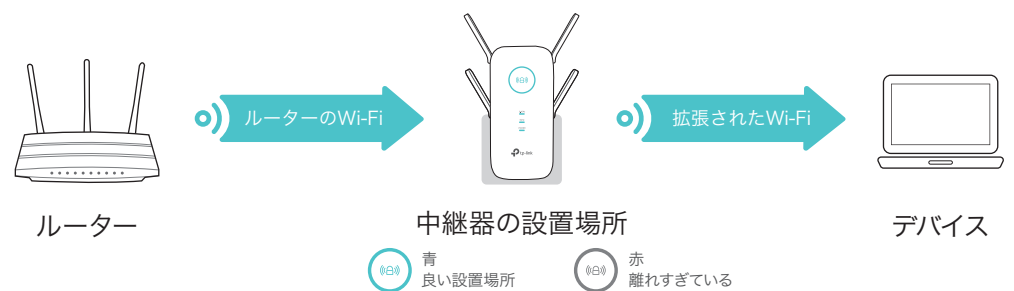 ルーターのWi-Fi
拡張されたWi-Fi
tp-link
ルーター
中継器の設置場所
デバイス
青
良い設置場所
赤
離れすぎている